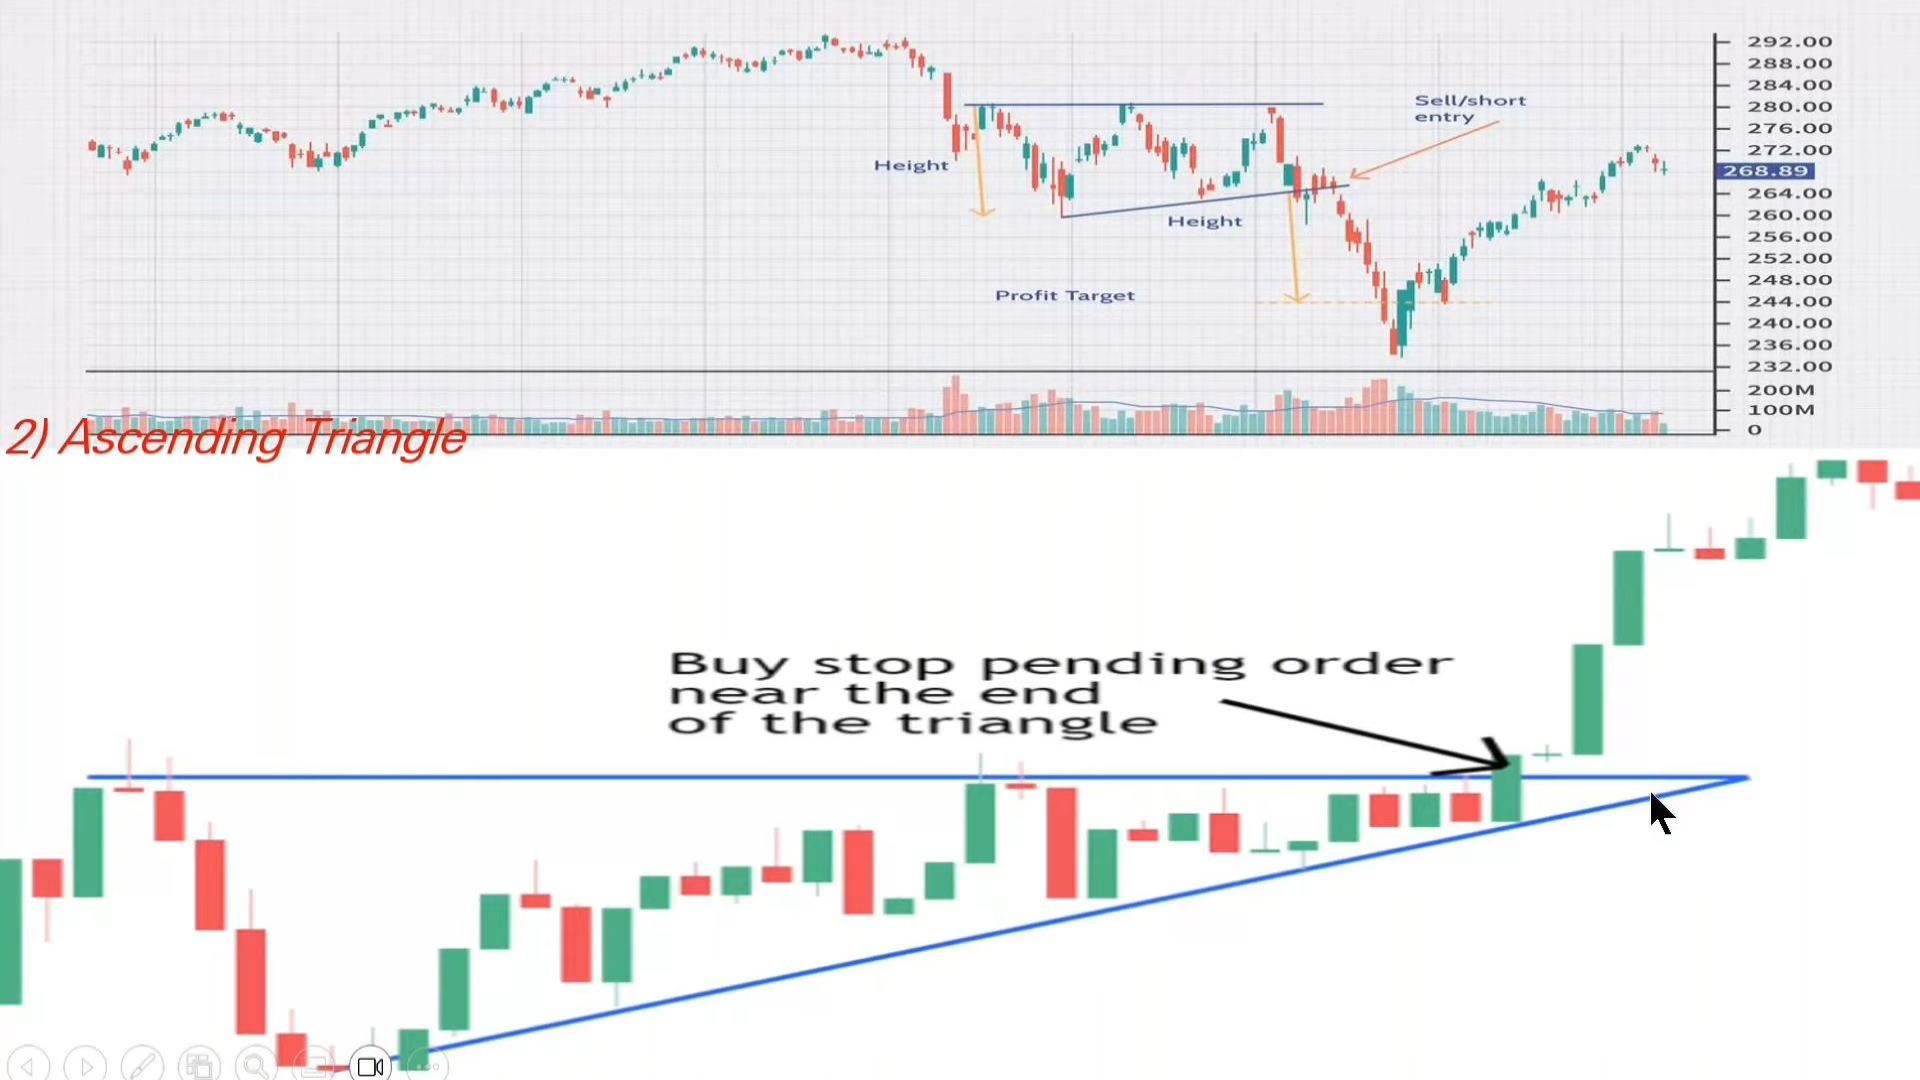 292.00
288.00
284.00
Sell/short
entry
280.00
276.00
272.00
Height
268.89
264.00
Height
260.00
256.00
252.00
248.00
Profit Target
244.00
240.00
236.00
232.00
200M
100M
0
2) Ascending Triangle
Buy stop pending order
near the end
of the triangle